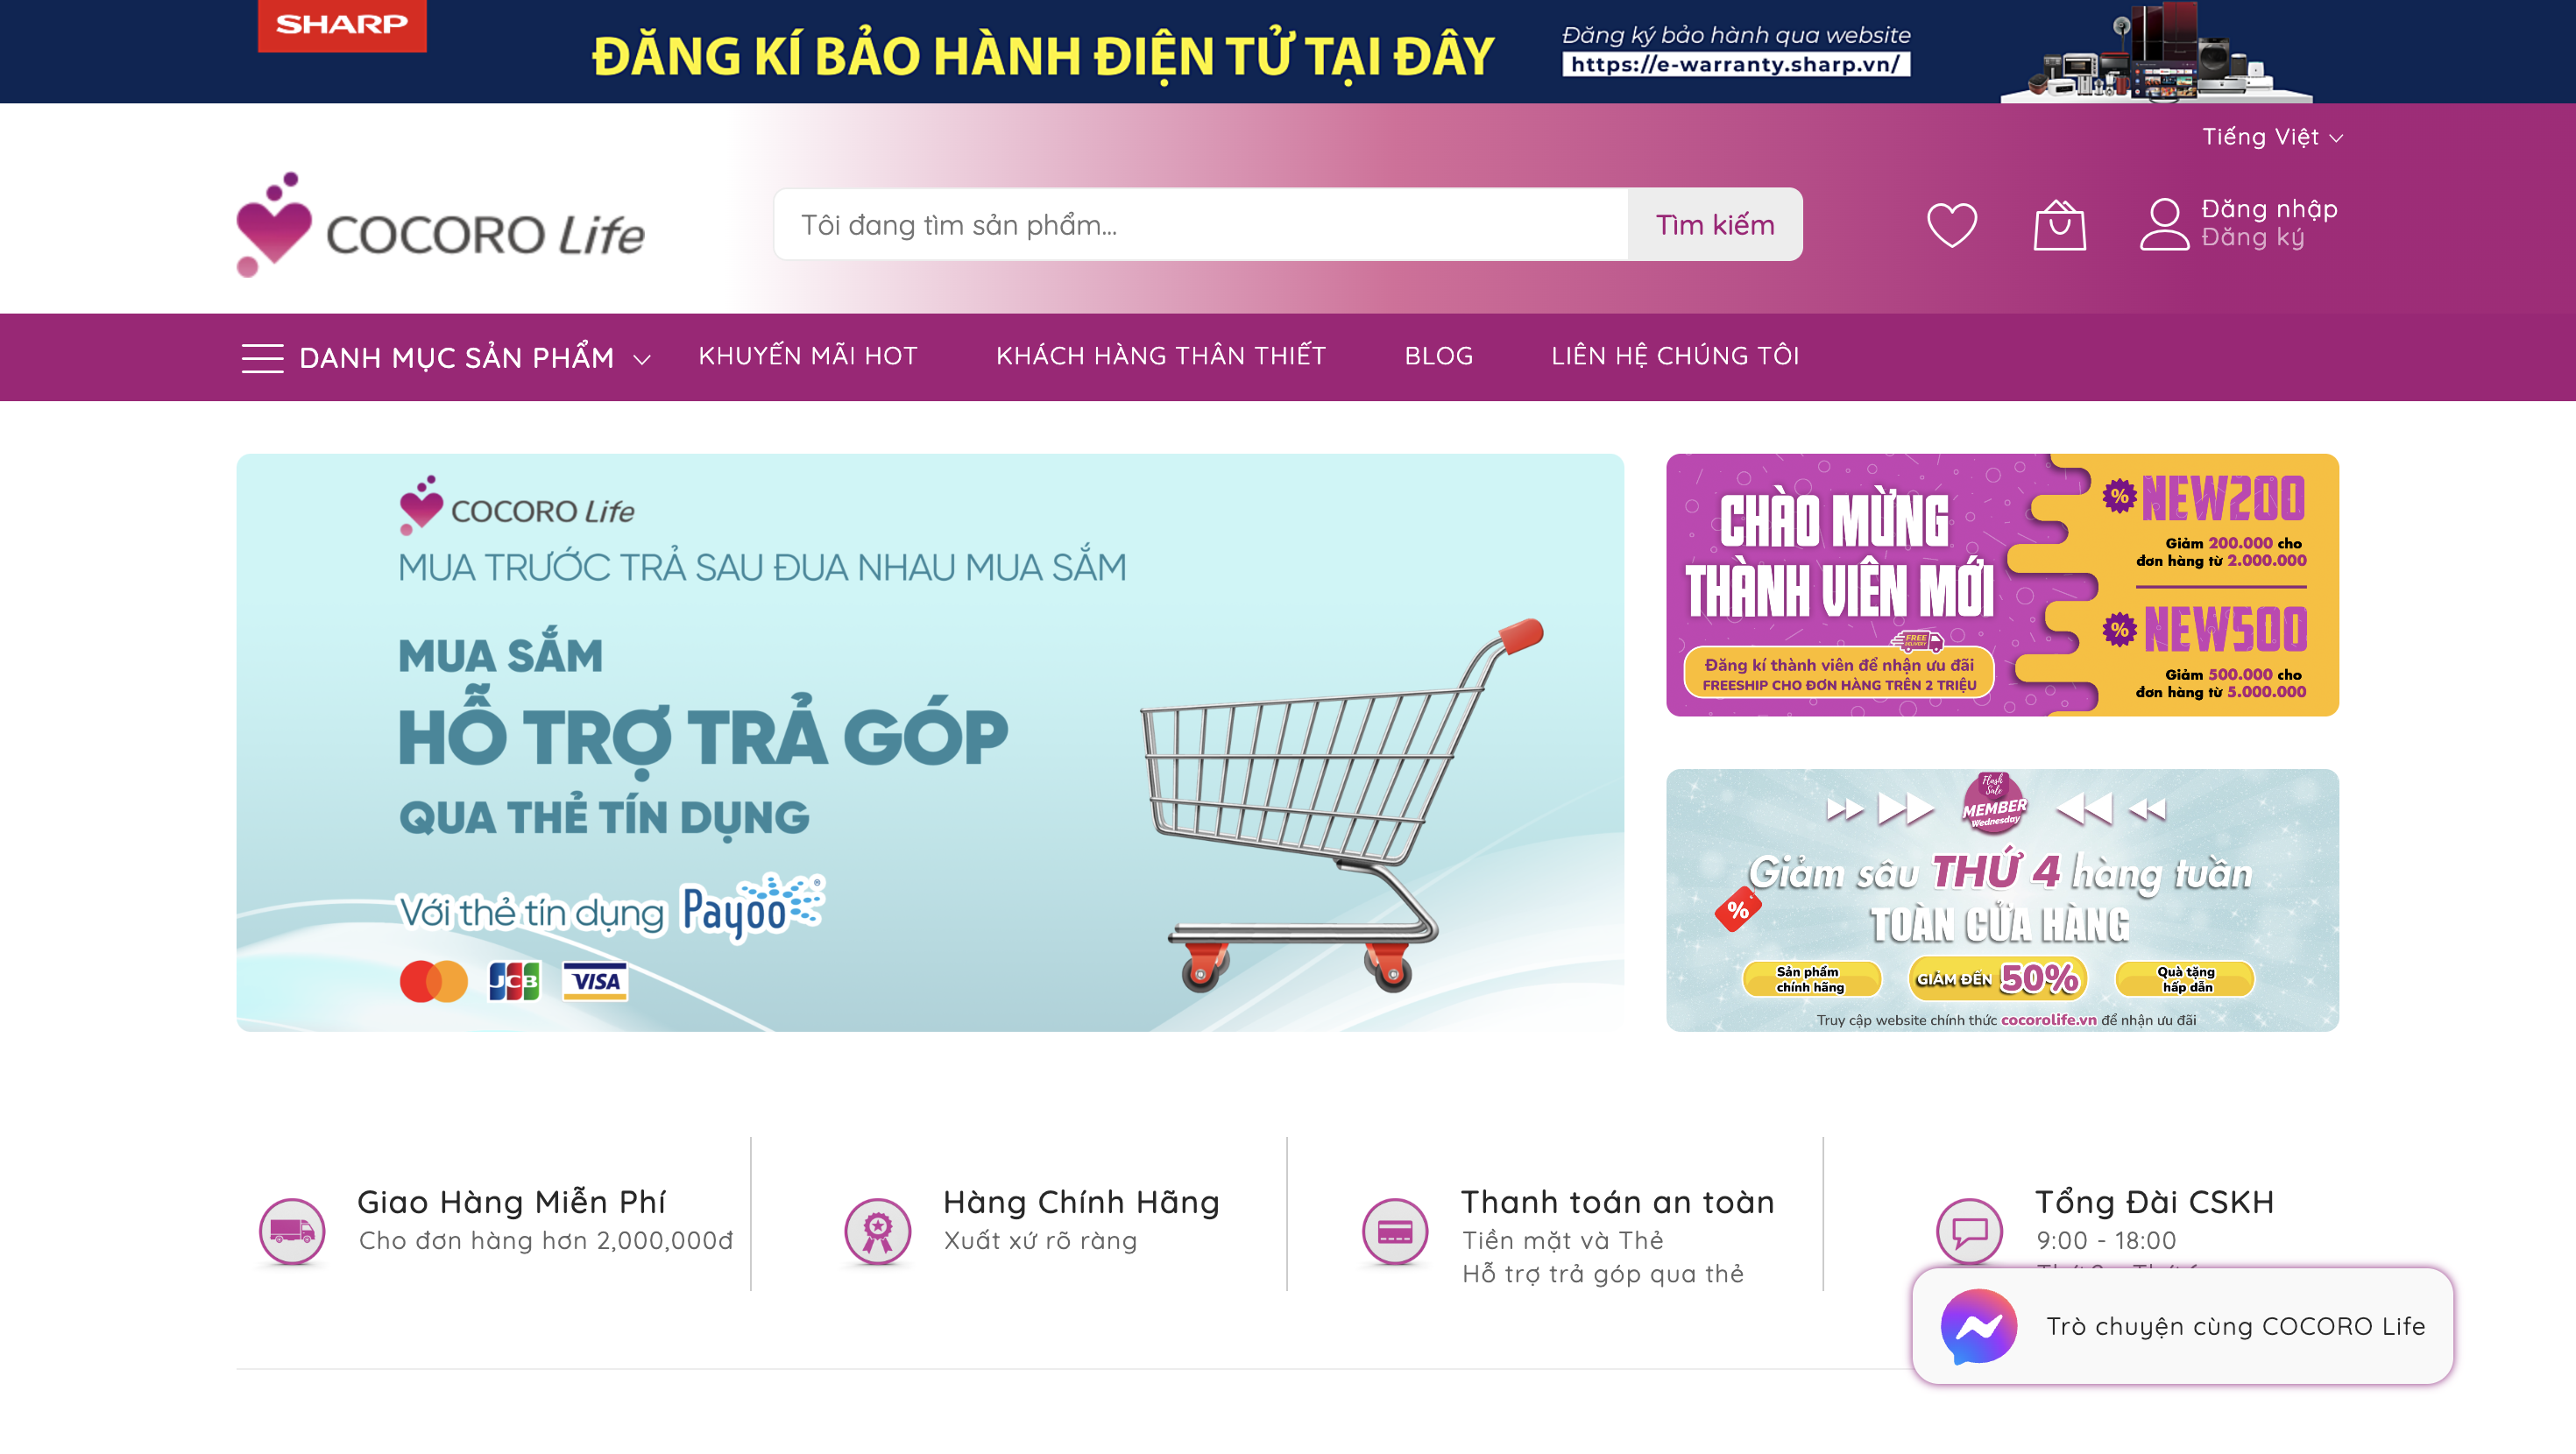 SHARP
ĐĂNG KÍ BẢO HÀNH ĐIỆN TỬ TẠI ĐÂY
Đăng ký bảo hành qua website
https://e-warranty.sharp.vn/
Tiếng Việt
COCORO Life
Tôi đang tìm sản phẩm...
Tìm kiếm
Đăng nhập
Đăng ký
DANH MỤC SẢN PHẨM
KHUYẾN MÃI HOT
KHÁCH HÀNG THÂN THIẾT
BLOG
LIÊN HỆ CHÚNG TÔI
COCORO Life
MUA TRƯỚC TRẢ SAU ĐUA NHAU MUA SẮM
MUA SẮM
HỖ TRỢ TRẢ GÓP
QUA THẺ TÍN DỤNG
Với thẻ tín dụng Payoo
JCB
VISA
CHÀO MỪNG
THÀNH VIÊN MỚI
FREE
DELIVERY
Đăng kí thành viên để nhận ưu đãi
FREESHIP CHO ĐƠN HÀNG TRÊN 2 TRIỆU
% NEW200
Giảm 200.000 cho
đơn hàng từ 2.000.000
% NEW500
Giảm 500.000 cho
đơn hàng từ 5.000.000
Flash
Sale
MEMBER
Wednesday
Giảm sâu THỨ 4 hàng tuần
%
TOÀN CỬA HÀNG
Sản phẩm
chính hãng
GIẢM ĐẾN 50%
Quà tặng
hấp dẫn
Truy cập website chính thức cocorolife.vn để nhận ưu đãi
Giao Hàng Miễn Phí
Cho đơn hàng hơn 2,000,000đ
Hàng Chính Hãng
Xuất xứ rõ ràng
Thanh toán an toàn
Tiền mặt và Thẻ
Hỗ trợ trả góp qua thẻ
Tổng Đài CSKH
9:00 - 18:00
Trò chuyện cùng COCORO Life